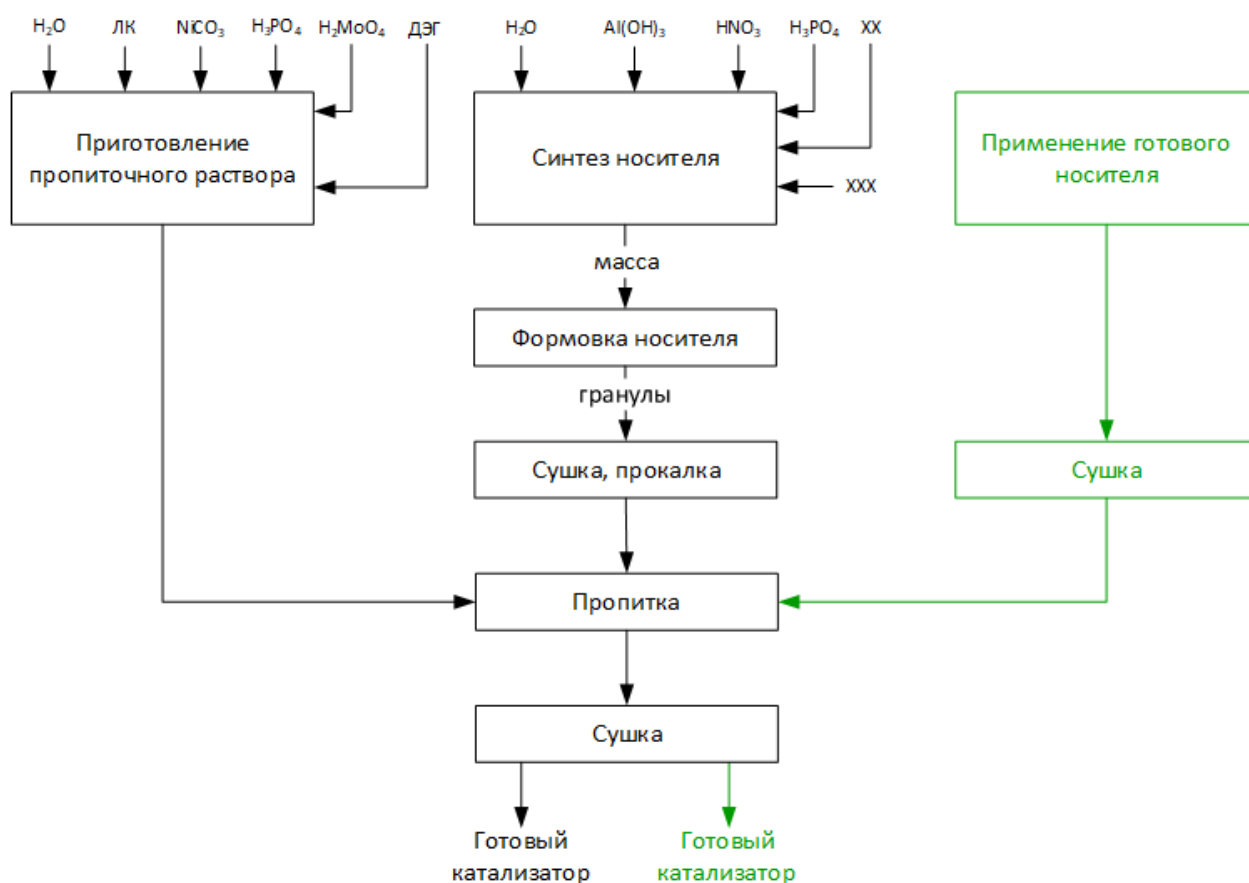 H₂O ЛК NiCO₃ H₃PO₄ H₂MoO₄ ДЭГ H₂O Al(OH)₃ HNO₃ H₃PO₄ XX
Приготовление
пропиточного раствора
Синтез носителя
XXX
Применение готового
носителя
масса
Формовка носителя
гранулы
Сушка, прокалка
Сушка
Пропитка
Сушка
Готовый
катализатор
Готовый
катализатор